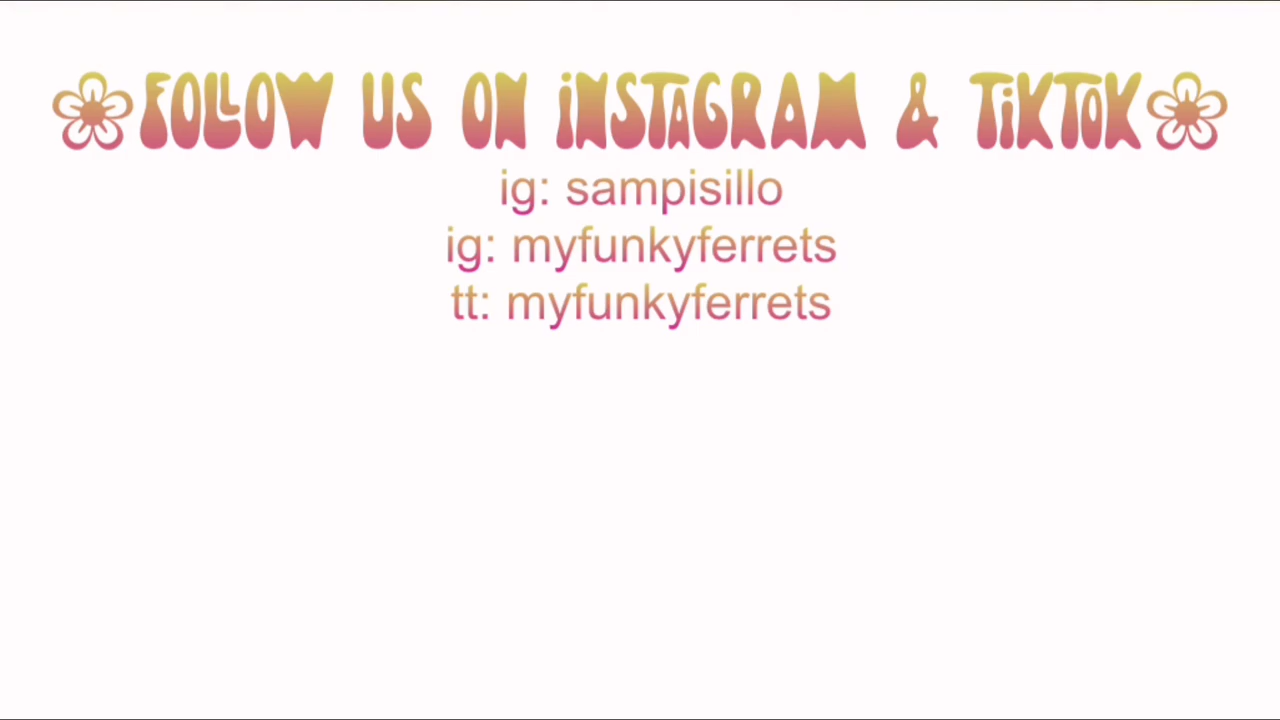 FOLLOW US ON iNSTAGRAM & TiKTOK
ig: sampisillo
ig: myfunkyferrets
tt: myfunkyferrets